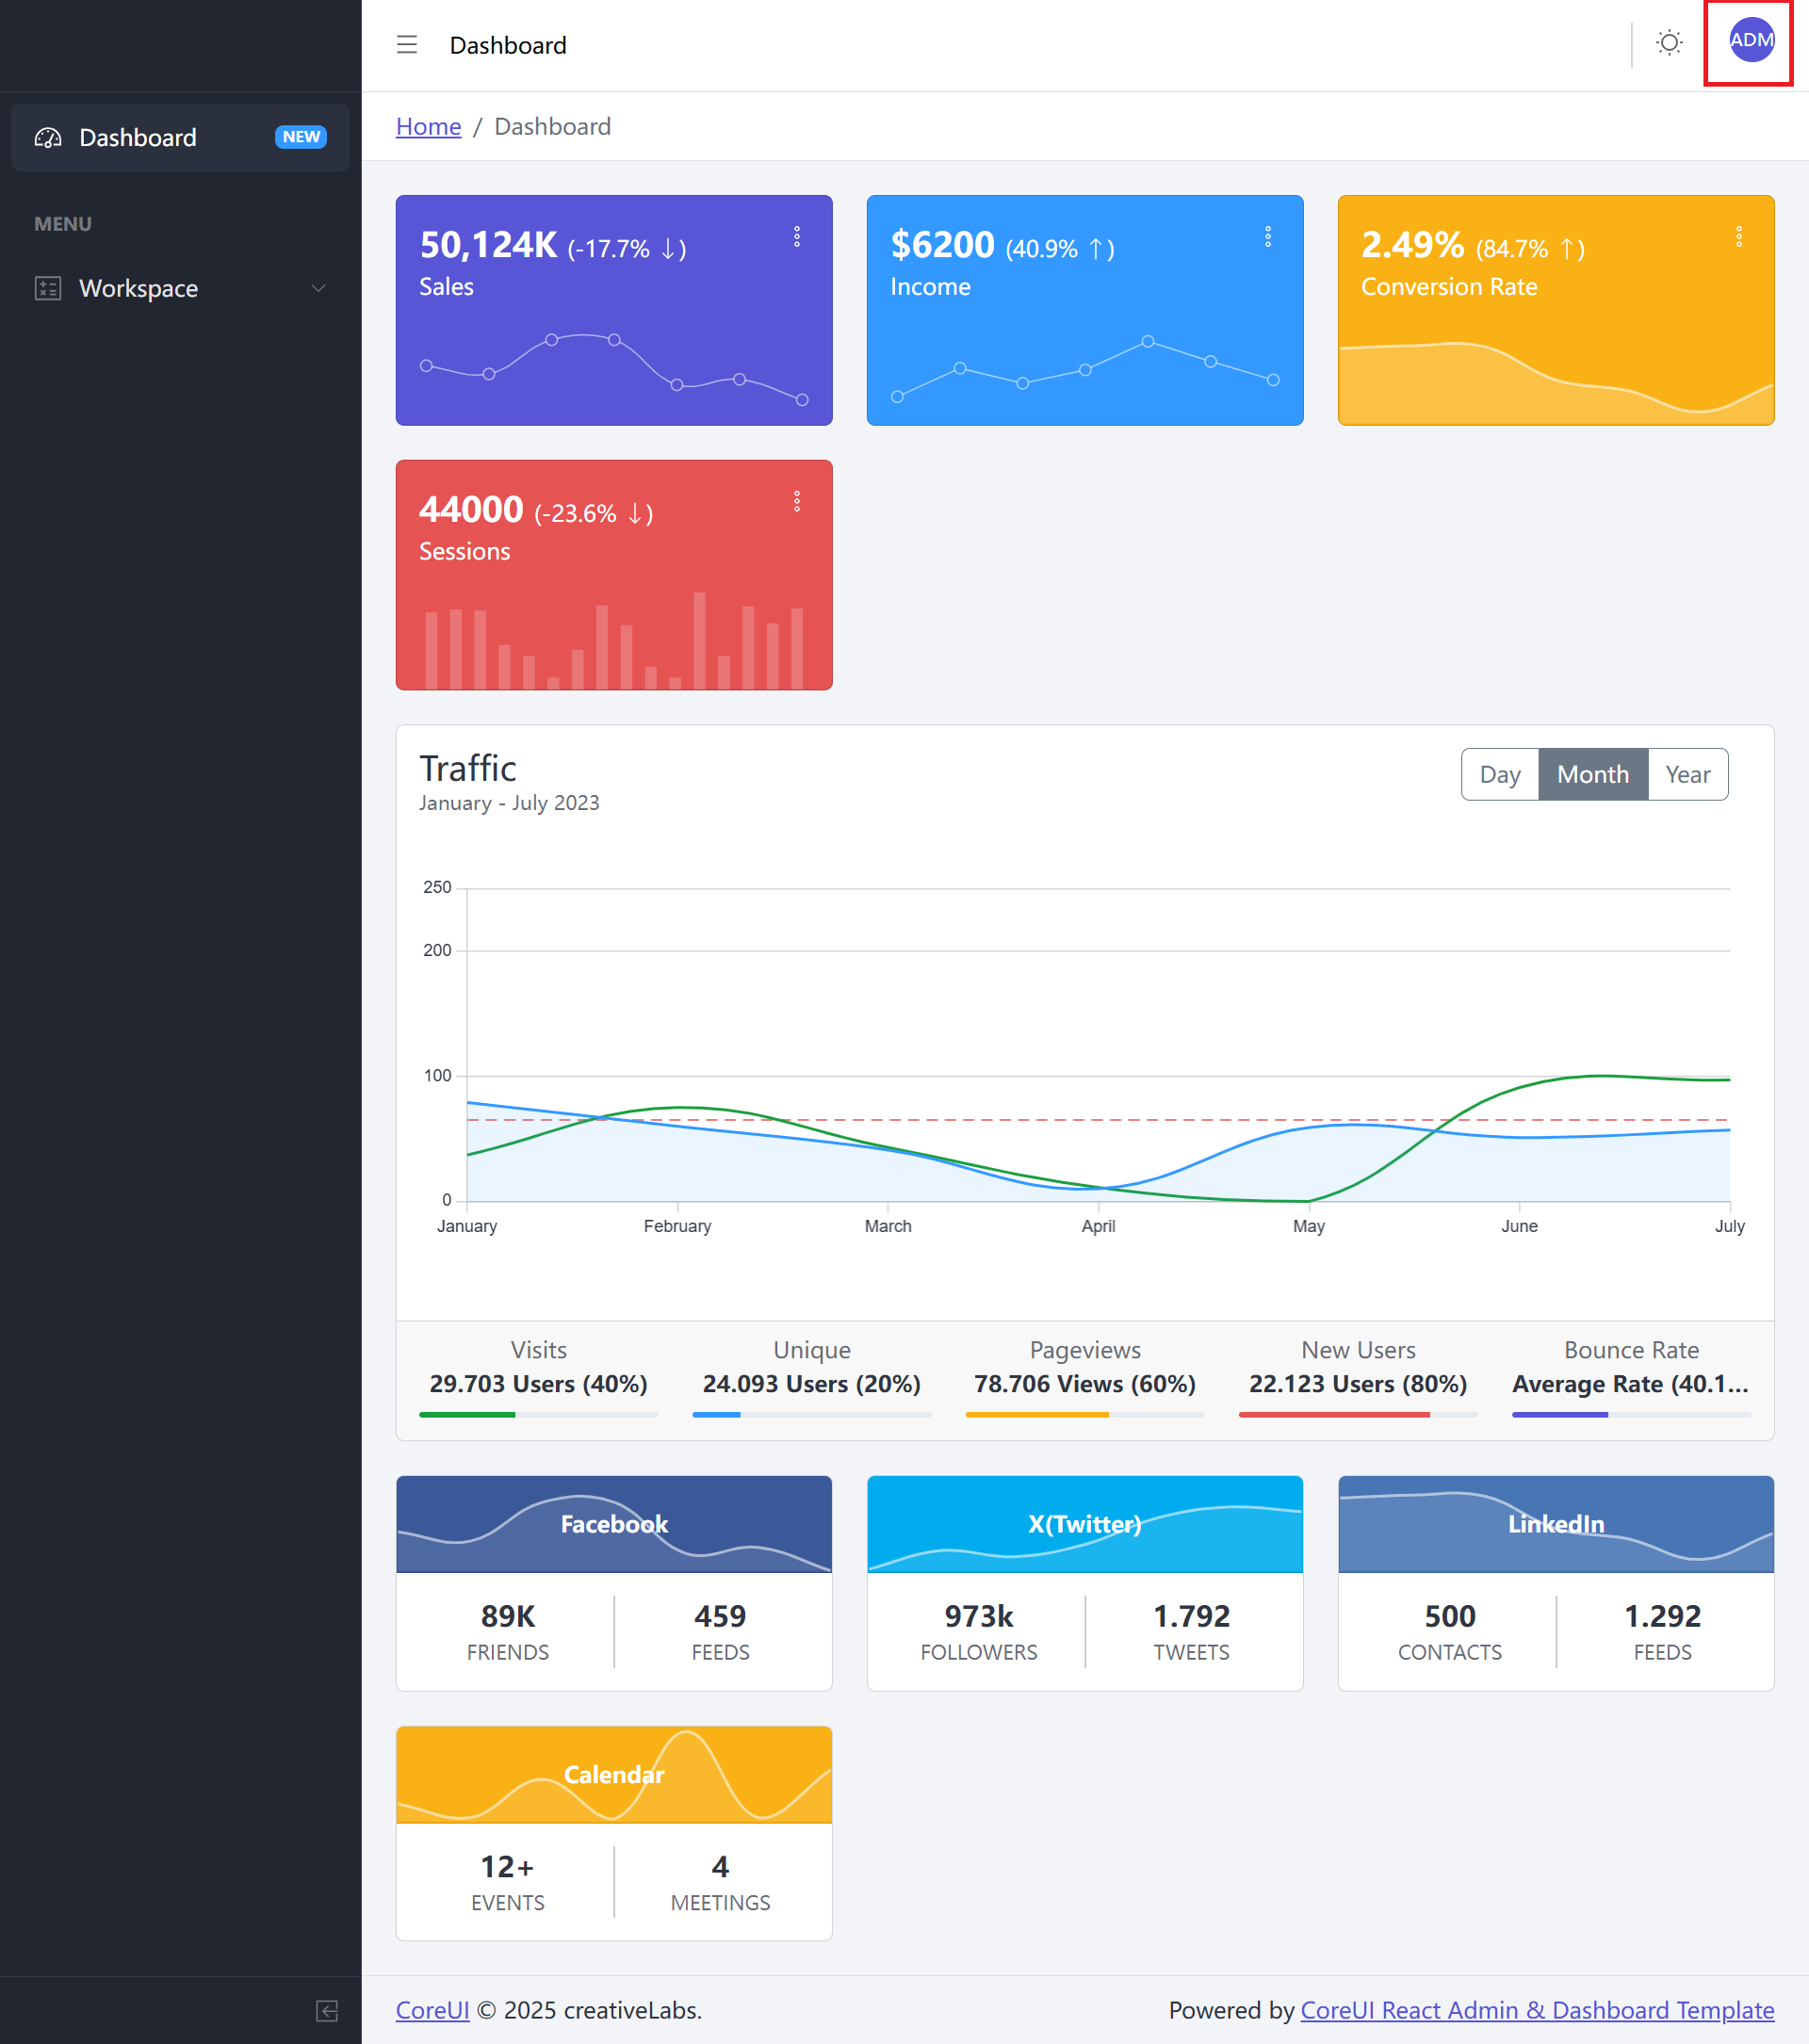 Dashboard
ADM
Dashboard NEW
Home / Dashboard
MENU
Workspace
50,124K (-17.7% ↓)
Sales
$6200 (40.9% ↑)
Income
2.49% (84.7% ↑)
Conversion Rate
44000 (-23.6% ↓)
Sessions
Traffic
January - July 2023
Day Month Year
250
200
100
0
January February March April May June July
Visits
29.703 Users (40%)
Unique
24.093 Users (20%)
Pageviews
78.706 Views (60%)
New Users
22.123 Users (80%)
Bounce Rate
Average Rate (40.1...
Facebook
89K
FRIENDS
459
FEEDS
X(Twitter)
973k
FOLLOWERS
1.792
TWEETS
LinkedIn
500
CONTACTS
1.292
FEEDS
Calendar
12+
EVENTS
4
MEETINGS
CoreUI © 2025 creativeLabs.
Powered by CoreUI React Admin & Dashboard Template